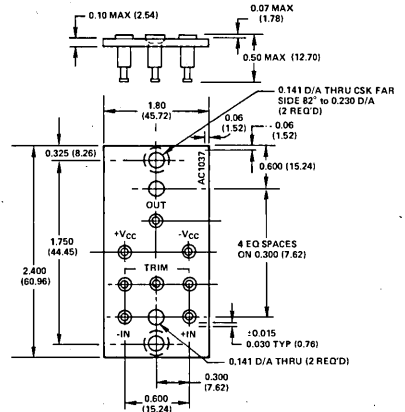 0.10 MAX (2.54)
0.07 MAX
(1.78)
0.50 MAX (12.70)
1.80
(45.72)
0.141 D/A THRU CSK FAR
SIDE 82° to 0.230 D/A
(2 REQ'D)
0.06
(1.52)
0.06
(1.52)
0.325 (8.26)
0.600 (15.24)
AC1037
OUT
+VCC
-VCC
1.750
(44.45)
4 EQ SPACES
ON 0.300 (7.62)
2.400
(60.96)
TRIM
-IN
+IN
±0.015
0.030 TYP (0.76)
0.141 D/A THRU (2 REQ'D)
0.300
(7.62)
0.600
(15.24)